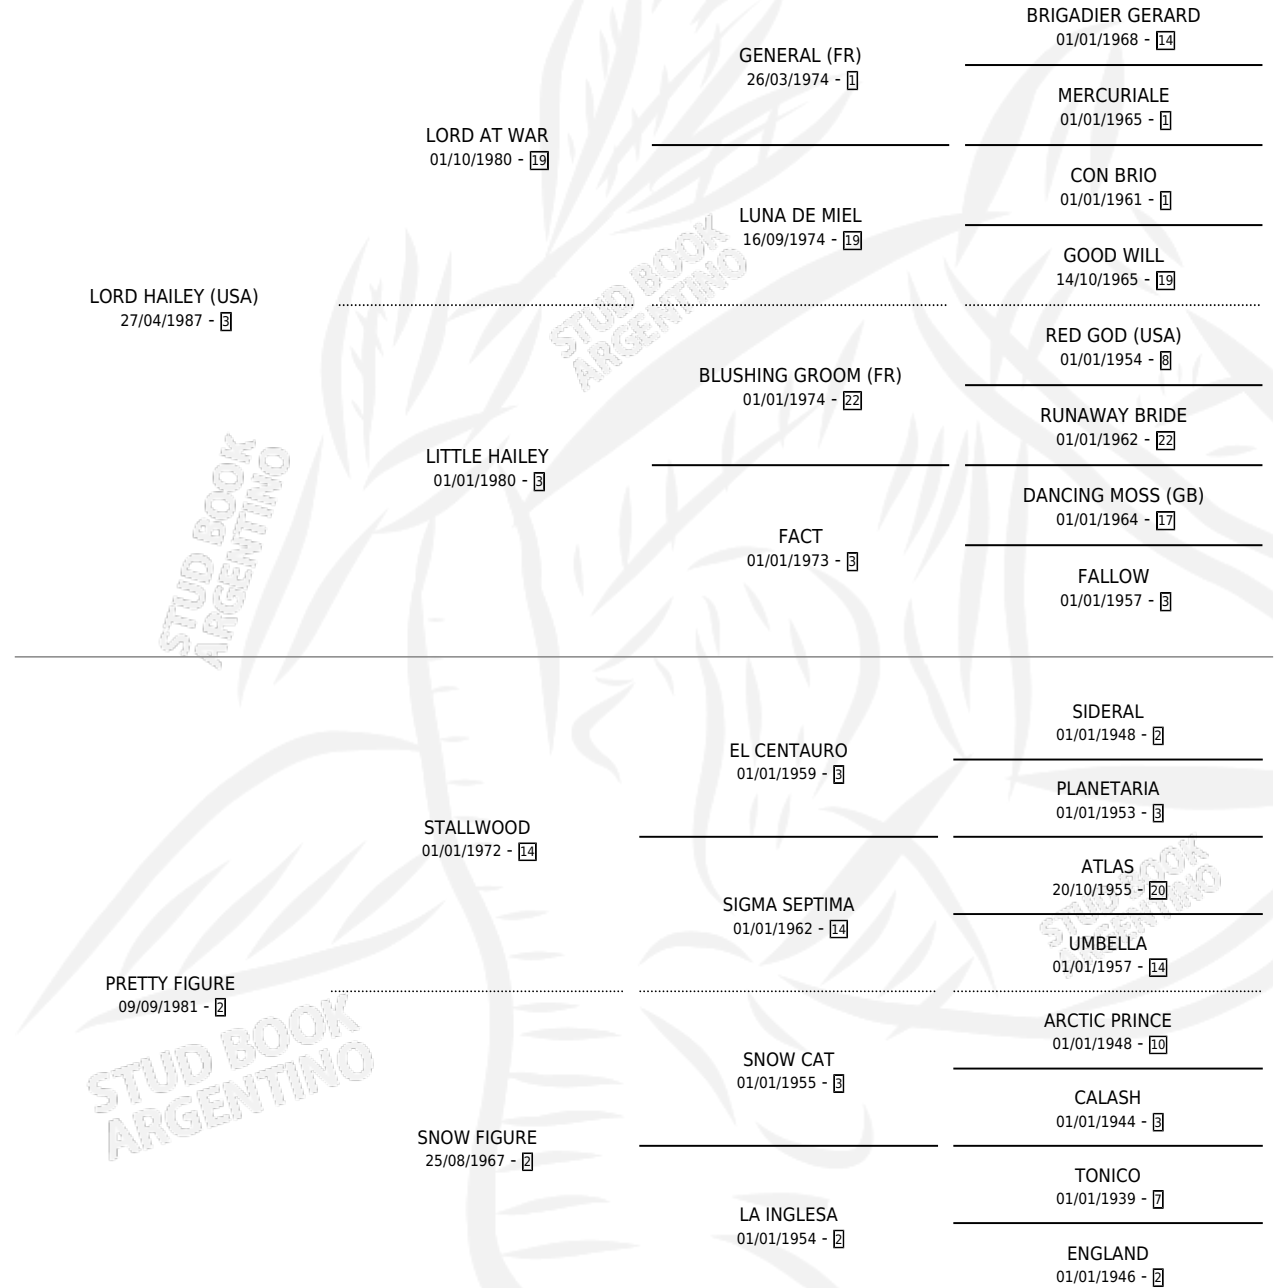 BRIGADIER GERARD
01/01/1968 - 14
GENERAL (FR)
26/03/1974 - 1
MERCURIALE
01/01/1965 - 1
LORD AT WAR
01/10/1980 - 19
CON BRIO
01/01/1961 - 1
LUNA DE MIEL
16/09/1974 - 19
GOOD WILL
14/10/1965 - 19
LORD HAILEY (USA)
27/04/1987 - 3
STUD BOOK
ARGENTINO
RED GOD (USA)
01/01/1954 - 8
BLUSHING GROOM (FR)
01/01/1974 - 22
RUNAWAY BRIDE
01/01/1962 - 22
LITTLE HAILEY
01/01/1980 - 3
DANCING MOSS (GB)
01/01/1964 - 17
FACT
01/01/1973 - 3
FALLOW
01/01/1957 - 3
STUD BOOK
ARGENTINO
SIDERAL
01/01/1948 - 2
EL CENTAURO
01/01/1959 - 3
PLANETARIA
01/01/1953 - 3
STALLWOOD
01/01/1972 - 14
ATLAS
20/10/1955 - 20
SIGMA SEPTIMA
01/01/1962 - 14
STUD BOOK
ARGENTINO
UMBELLA
01/01/1957 - 14
PRETTY FIGURE
09/09/1981 - 2
STUD BOOK
ARGENTINO
ARCTIC PRINCE
01/01/1948 - 10
SNOW CAT
01/01/1955 - 3
CALASH
01/01/1944 - 3
SNOW FIGURE
25/08/1967 - 2
TONICO
01/01/1939 - 7
LA INGLESA
01/01/1954 - 2
ENGLAND
01/01/1946 - 2